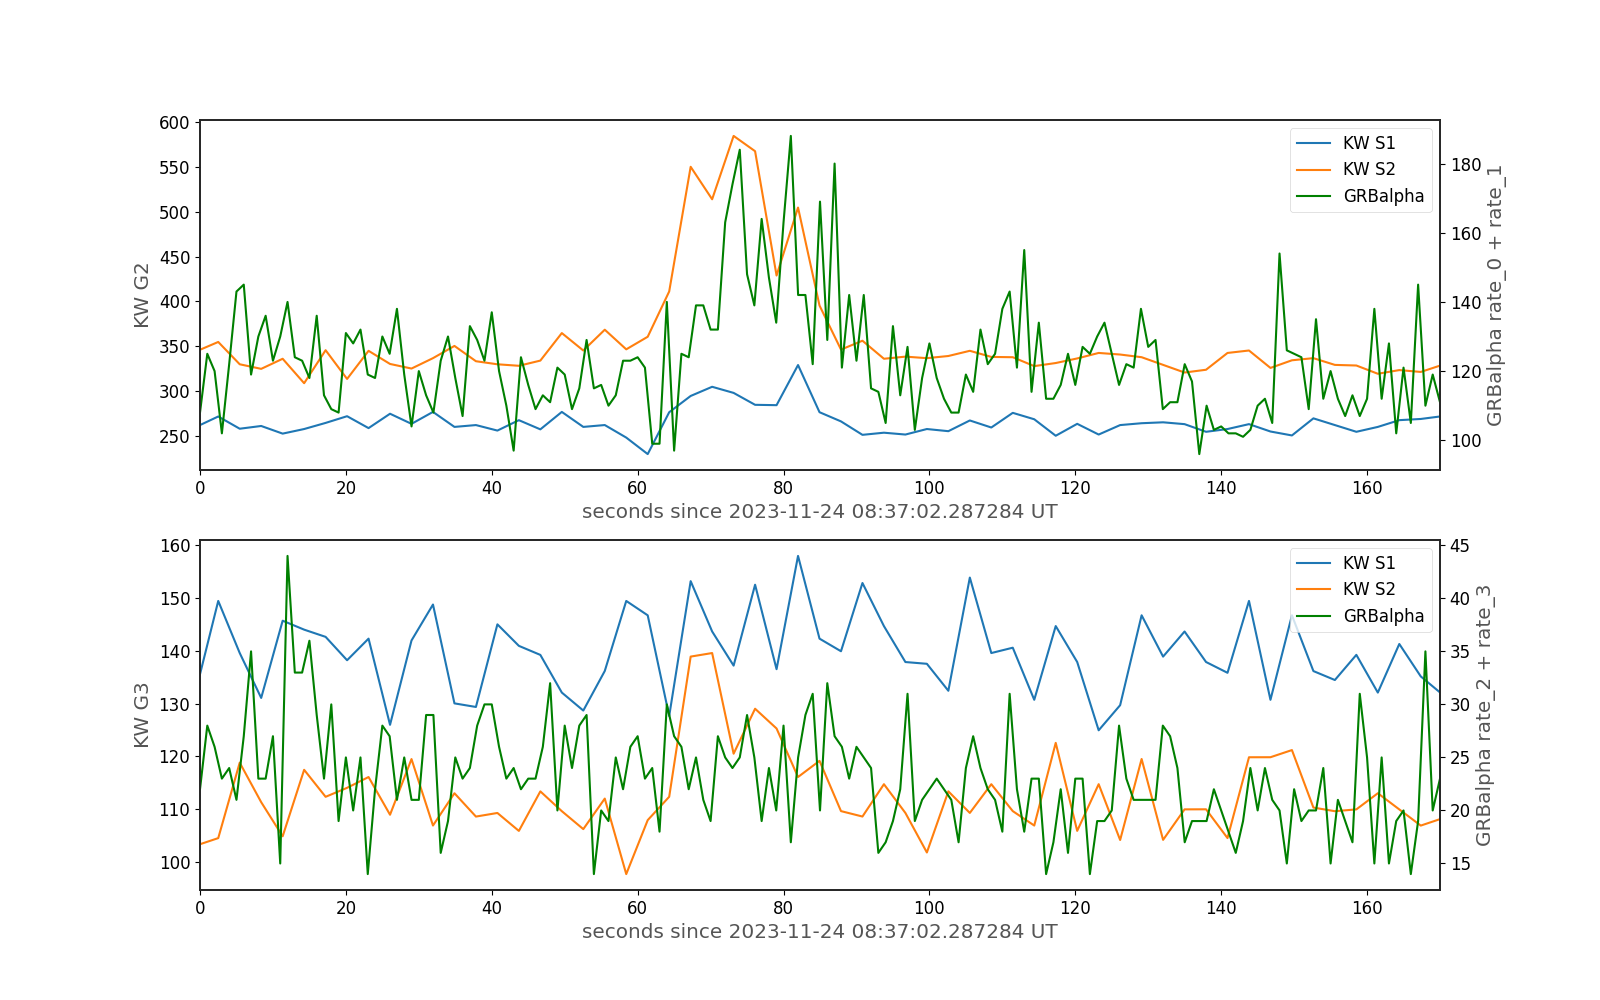 600
550
500
450
400
350
300
250
KW G2
KW S1
KW S2
GRBalpha
180
160
140
120
100
GRBalpha rate_0 + rate_1
0 20 40 60 80 100 120 140 160
seconds since 2023-11-24 08:37:02.287284 UT
160
150
140
130
120
110
100
KW G3
KW S1
KW S2
GRBalpha
45
40
35
30
25
20
15
GRBalpha rate_2 + rate_3
0 20 40 60 80 100 120 140 160
seconds since 2023-11-24 08:37:02.287284 UT